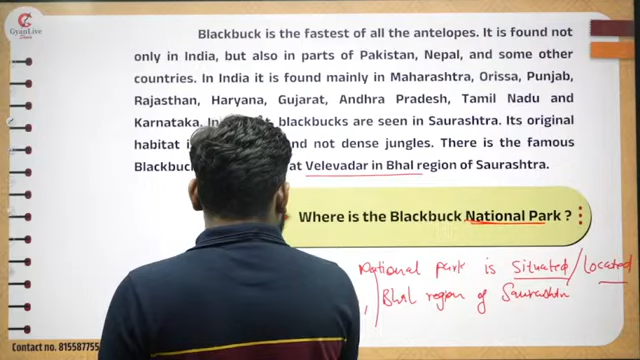 GyanLive
Blackbuck is the fastest of all the antelopes. It is found not
only in India, but also in parts of Pakistan, Nepal, and some other
countries. In India it is found mainly in Maharashtra, Orissa, Punjab,
Rajasthan, Haryana, Gujarat, Andhra Pradesh, Tamil Nadu and
Karnataka. In blackbucks are seen in Saurashtra. Its original
habitat and not dense jungles. There is the famous
Blackbuc at Velevadar in Bhal region of Saurashtra.
Where is the Blackbuck National Park ?
National park is situated / located
Bhal region of Saurashtra
Contact no. 815587755